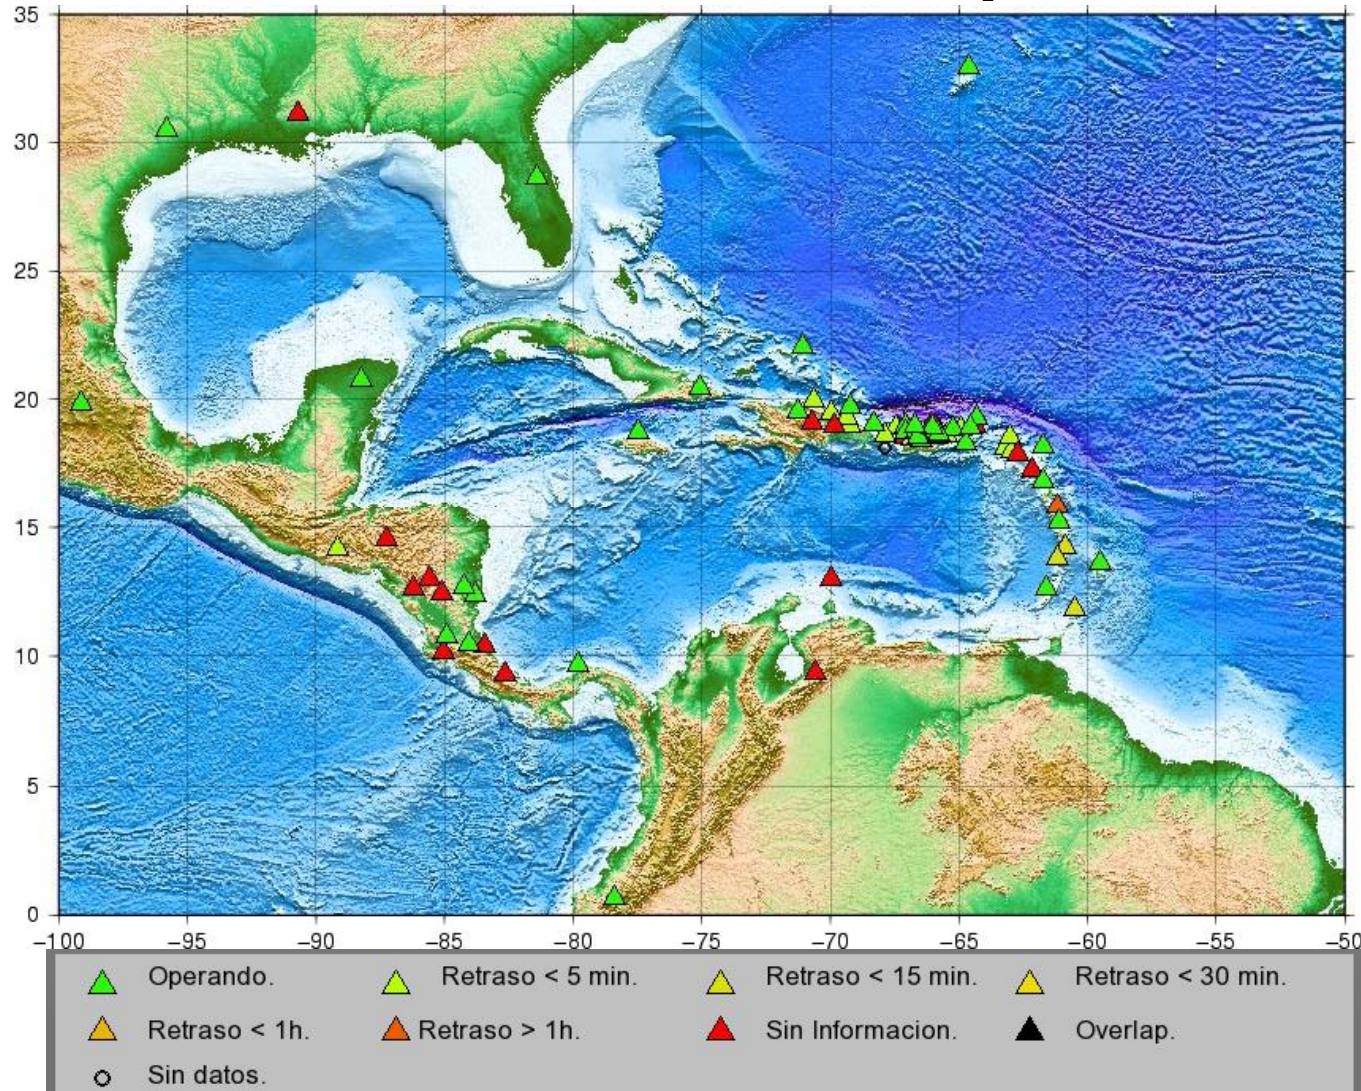 35
30
25
20
15
10
5
0
−100 −95 −90 −85 −80 −75 −70 −65 −60 −55 −50
Operando. Retraso < 5 min. Retraso < 15 min. Retraso < 30 min.
Retraso < 1h. Retraso > 1h. Sin Informacion. Overlap.
Sin datos.